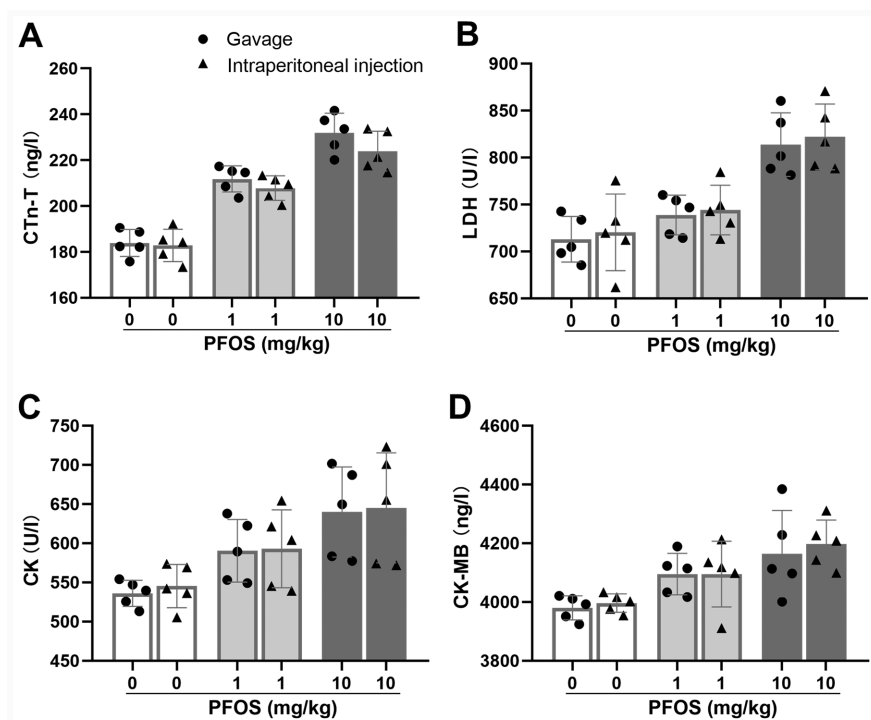 A
● Gavage
▲ Intraperitoneal injection
CTn-T (ng/l)
260
240
220
200
180
160
0 0 1 1 10 10
PFOS (mg/kg)
B
LDH (U/l)
900
850
800
750
700
650
0 0 1 1 10 10
PFOS (mg/kg)
C
CK (U/l)
750
700
650
600
550
500
450
0 0 1 1 10 10
PFOS (mg/kg)
D
CK-MB (ng/l)
4600
4400
4200
4000
3800
0 0 1 1 10 10
PFOS (mg/kg)